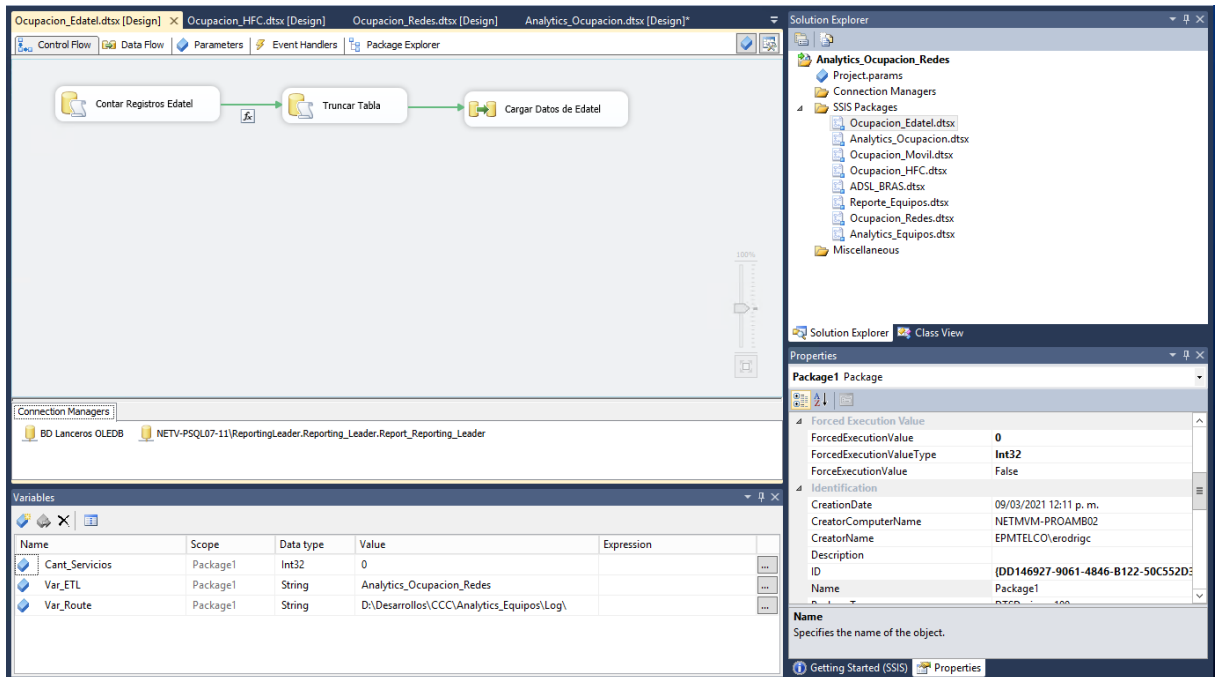 Ocupacion_Edatel.dtsx [Design] Ocupacion_HFC.dtsx [Design] Ocupacion_Redes.dtsx [Design] Analytics_Ocupacion.dtsx [Design]*
Control Flow Data Flow Parameters Event Handlers Package Explorer
Contar Registros Edatel
fx
Truncar Tabla
Cargar Datos de Edatel
100%
Connection Managers
BD Lanceros OLEDB NETV-PSQL07-11\ReportingLeader.Reporting_Leader.Report_Reporting_Leader
Variables
Name Scope Data type Value Expression
Cant_Servicios Package1 Int32 0 ...
Var_ETL Package1 String Analytics_Ocupacion_Redes ...
Var_Route Package1 String D:\Desarrollos\CCC\Analytics_Equipos\Log\ ...
Solution Explorer
Analytics_Ocupacion_Redes
Project.params
Connection Managers
SSIS Packages
Ocupacion_Edatel.dtsx
Analytics_Ocupacion.dtsx
Ocupacion_Movil.dtsx
Ocupacion_HFC.dtsx
ADSL_BRAS.dtsx
Reporte_Equipos.dtsx
Ocupacion_Redes.dtsx
Analytics_Equipos.dtsx
Miscellaneous
Solution Explorer Class View
Properties
Package1 Package
Forced Execution Value
ForcedExecutionValue 0
ForcedExecutionValueType Int32
ForceExecutionValue False
Identification
CreationDate 09/03/2021 12:11 p. m.
CreatorComputerName NETMVM-PROAMB02
CreatorName EPMTELCO\erodrigc
Description
ID {DD146927-9061-4846-B122-50C552D3
Name Package1
Name
Specifies the name of the object.
Getting Started (SSIS) Properties